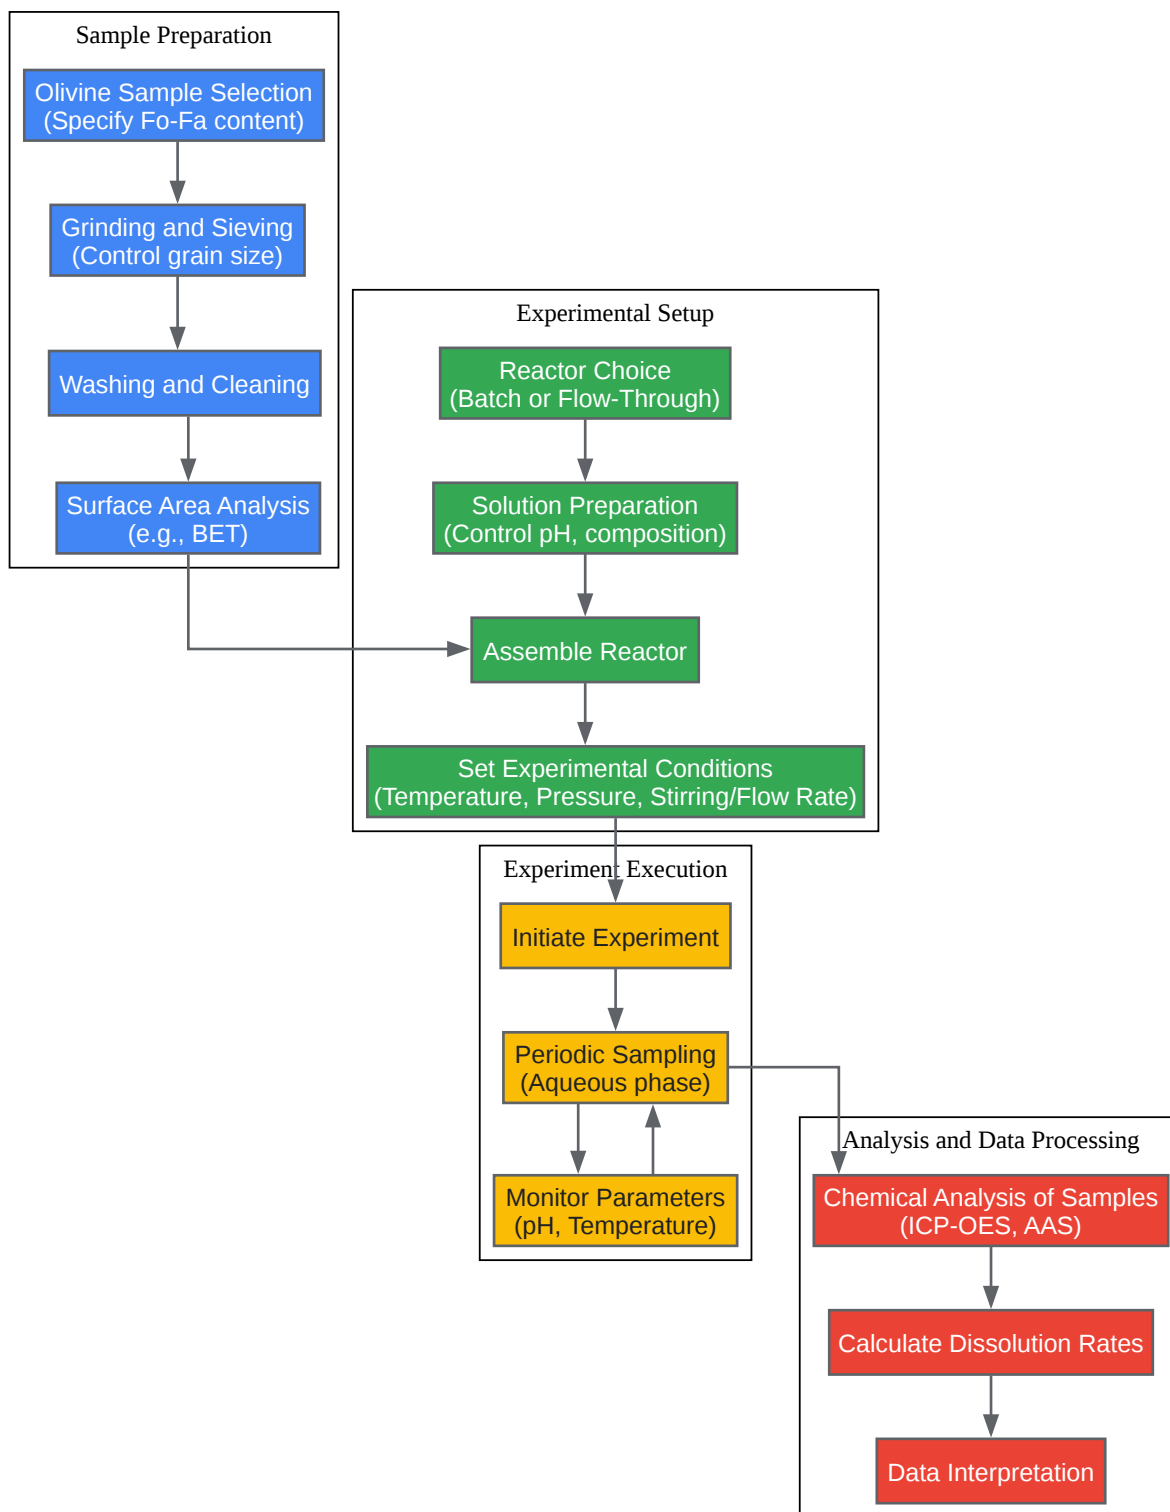 Sample Preparation
Olivine Sample Selection
(Specify Fo-Fa content)
Grinding and Sieving
(Control grain size)
Washing and Cleaning
Surface Area Analysis
(e.g., BET)
Experimental Setup
Reactor Choice
(Batch or Flow-Through)
Solution Preparation
(Control pH, composition)
Assemble Reactor
Set Experimental Conditions
(Temperature, Pressure, Stirring/Flow Rate)
Experiment Execution
Initiate Experiment
Periodic Sampling
(Aqueous phase)
Monitor Parameters
(pH, Temperature)
Analysis and Data Processing
Chemical Analysis of Samples
(ICP-OES, AAS)
Calculate Dissolution Rates
Data Interpretation